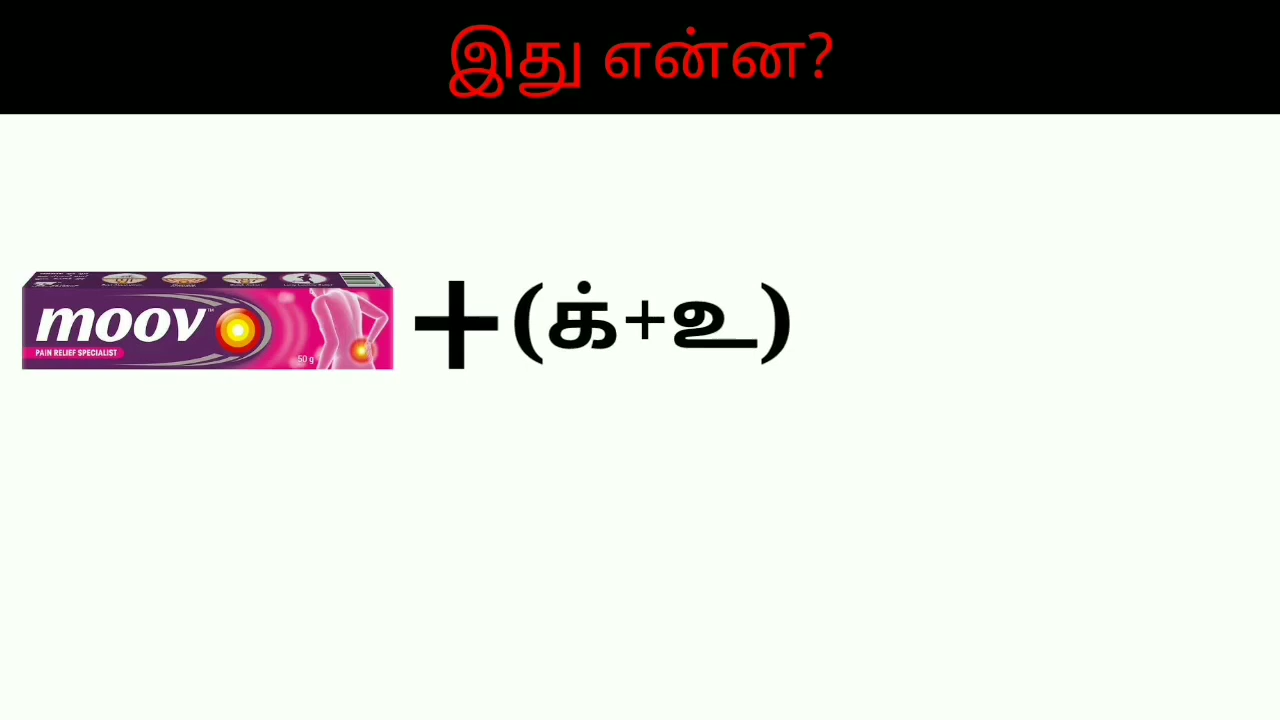 இது என்ன?
moov
PAIN RELIEF SPECIALIST
50 g
+(க்+உ)